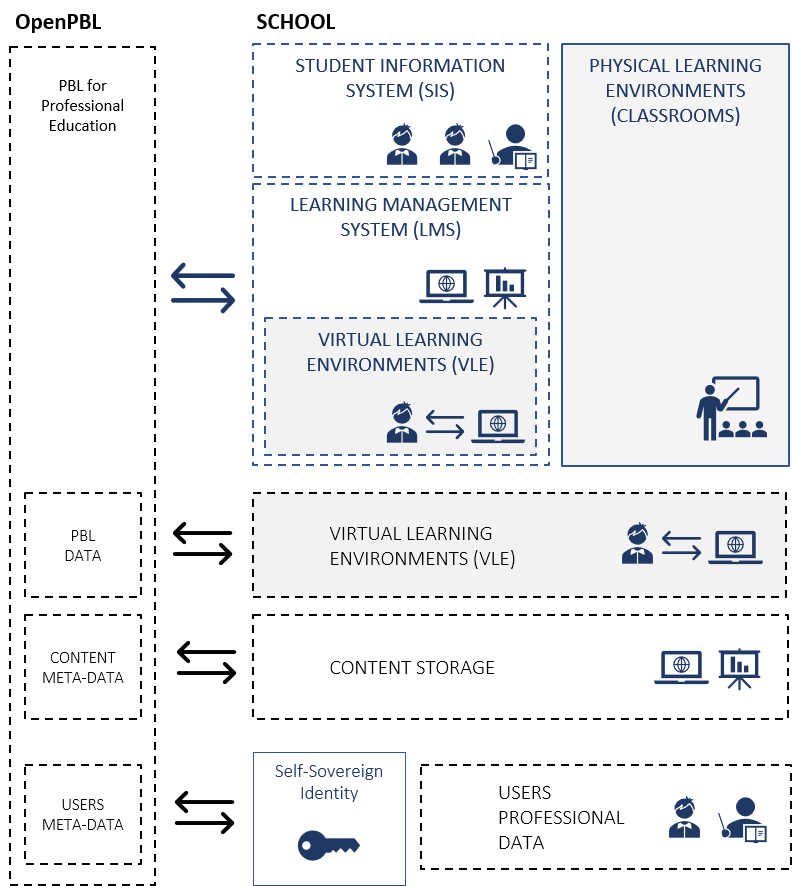 OpenPBL
SCHOOL
PBL for
Professional
Education
STUDENT INFORMATION
SYSTEM (SIS)
PHYSICAL LEARNING
ENVIRONMENTS
(CLASSROOMS)
LEARNING MANAGEMENT
SYSTEM (LMS)
VIRTUAL LEARNING
ENVIRONMENTS (VLE)
PBL
DATA
VIRTUAL LEARNING
ENVIRONMENTS (VLE)
CONTENT
META-DATA
CONTENT STORAGE
USERS
META-DATA
Self-Sovereign
Identity
USERS
PROFESSIONAL
DATA